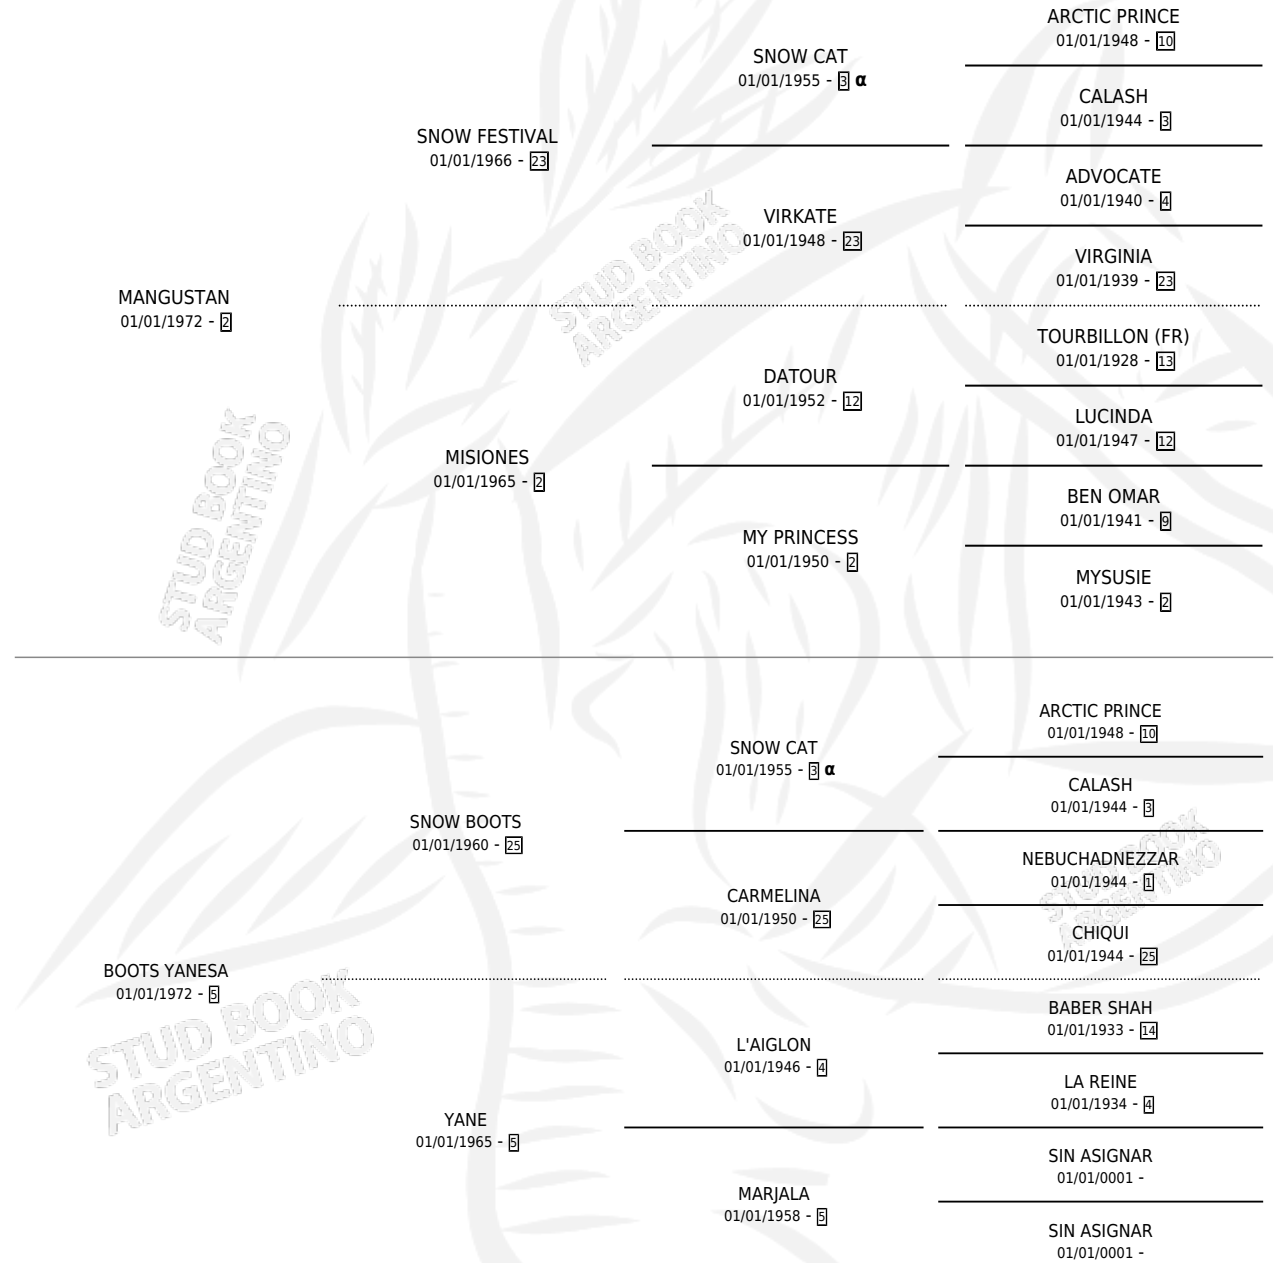 ARCTIC PRINCE
01/01/1948 - 10
SNOW CAT
01/01/1955 - 3 α
CALASH
01/01/1944 - 3
SNOW FESTIVAL
01/01/1966 - 23
ADVOCATE
01/01/1940 - 4
VIRKATE
01/01/1948 - 23
VIRGINIA
01/01/1939 - 23
MANGUSTAN
01/01/1972 - 2
TOURBILLON (FR)
01/01/1928 - 13
DATOUR
01/01/1952 - 12
LUCINDA
01/01/1947 - 12
MISIONES
01/01/1965 - 2
BEN OMAR
01/01/1941 - 9
MY PRINCESS
01/01/1950 - 2
MYSUSIE
01/01/1943 - 2
ARCTIC PRINCE
01/01/1948 - 10
SNOW CAT
01/01/1955 - 3 α
CALASH
01/01/1944 - 3
SNOW BOOTS
01/01/1960 - 25
NEBUCHADNEZZAR
01/01/1944 - 1
CARMELINA
01/01/1950 - 25
CHIQUI
01/01/1944 - 25
BOOTS YANESA
01/01/1972 - 5
BABER SHAH
01/01/1933 - 14
L'AIGLON
01/01/1946 - 4
LA REINE
01/01/1934 - 4
YANE
01/01/1965 - 5
SIN ASIGNAR
01/01/0001 -
MARJALA
01/01/1958 - 5
SIN ASIGNAR
01/01/0001 -
STUD BOOK
ARGENTINO
STUD BOOK
ARGENTINO
STUD BOOK
ARGENTINO
STUD BOOK
ARGENTINO